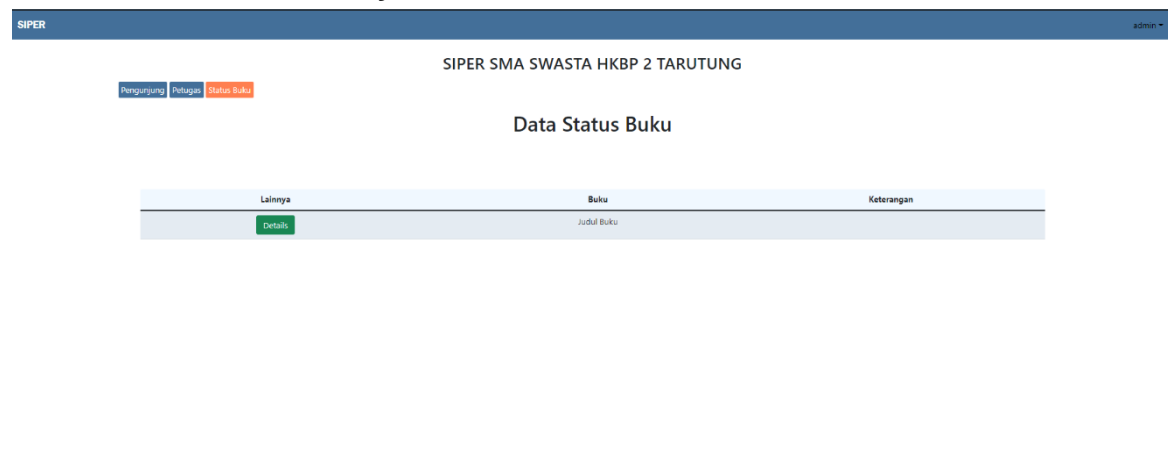 SIPER admin
SIPER SMA SWASTA HKBP 2 TARUTUNG
Pengunjung Petugas Status Buku
Data Status Buku
Lainnya Buku Keterangan
Details Judul Buku